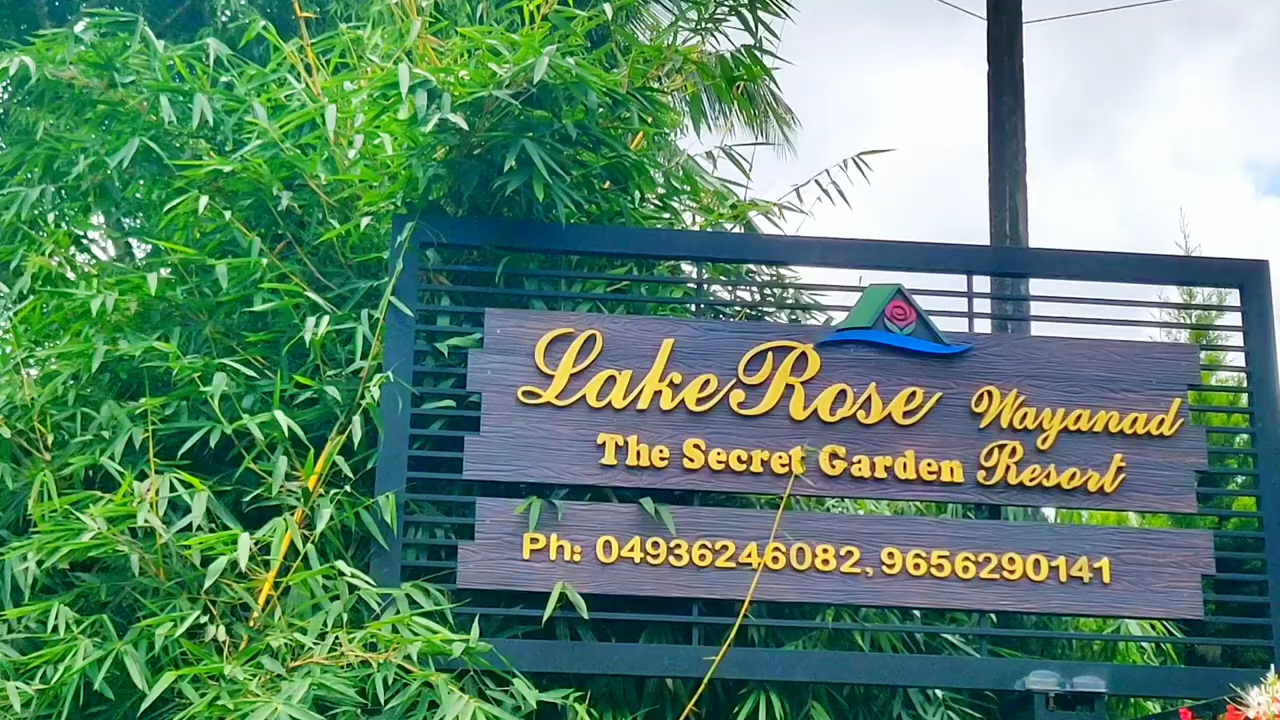 LakeRose Wayanad
The Secret Garden Resort
Ph: 04936246082, 9656290141